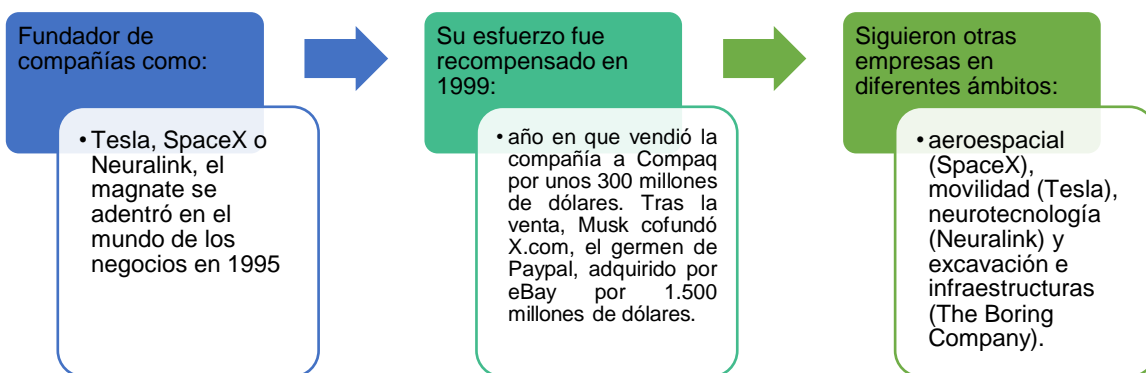 Fundador de
compañías como:
• Tesla, SpaceX o
Neuralink, el
magnate se
adentró en el
mundo de los
negocios en 1995
Su esfuerzo fue
recompensado en
1999:
• año en que vendió la
compañía a Compaq
por unos 300 millones
de dólares. Tras la
venta, Musk cofundó
X.com, el germen de
Paypal, adquirido por
eBay por 1.500
millones de dólares.
Siguieron otras
empresas en
diferentes ámbitos:
• aeroespacial
(SpaceX),
movilidad (Tesla),
neurotecnología
(Neuralink) y
excavación e
infraestructuras
(The Boring
Company).